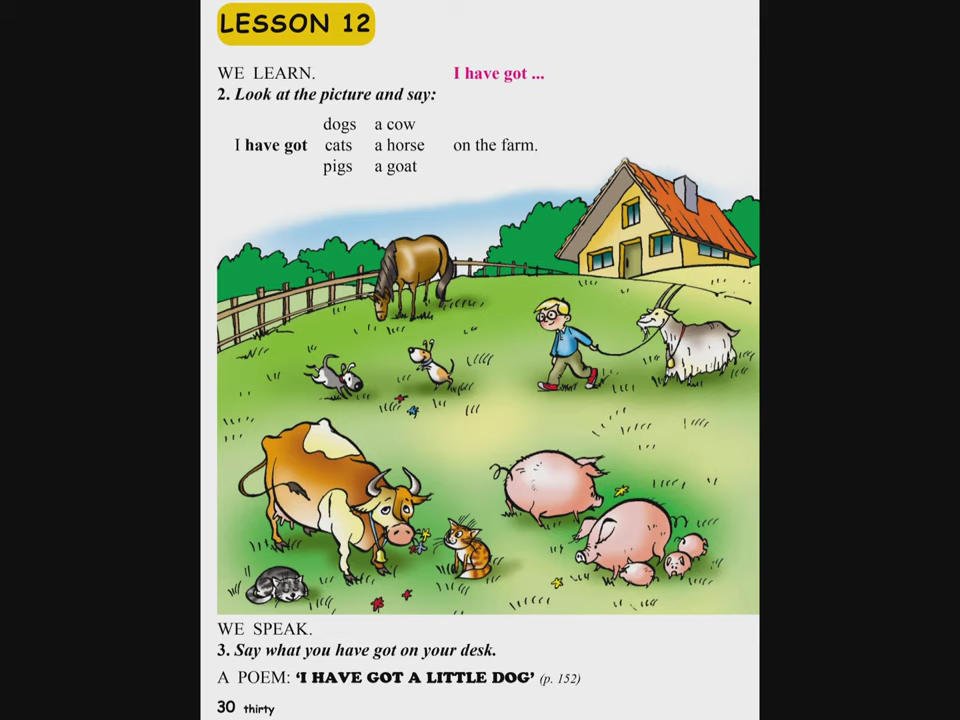 LESSON 12
WE LEARN. I have got ...
2. Look at the picture and say:
dogs a cow
I have got cats a horse on the farm.
pigs a goat
WE SPEAK.
3. Say what you have got on your desk.
A POEM: ‘I HAVE GOT A LITTLE DOG’ (p. 152)
30 thirty